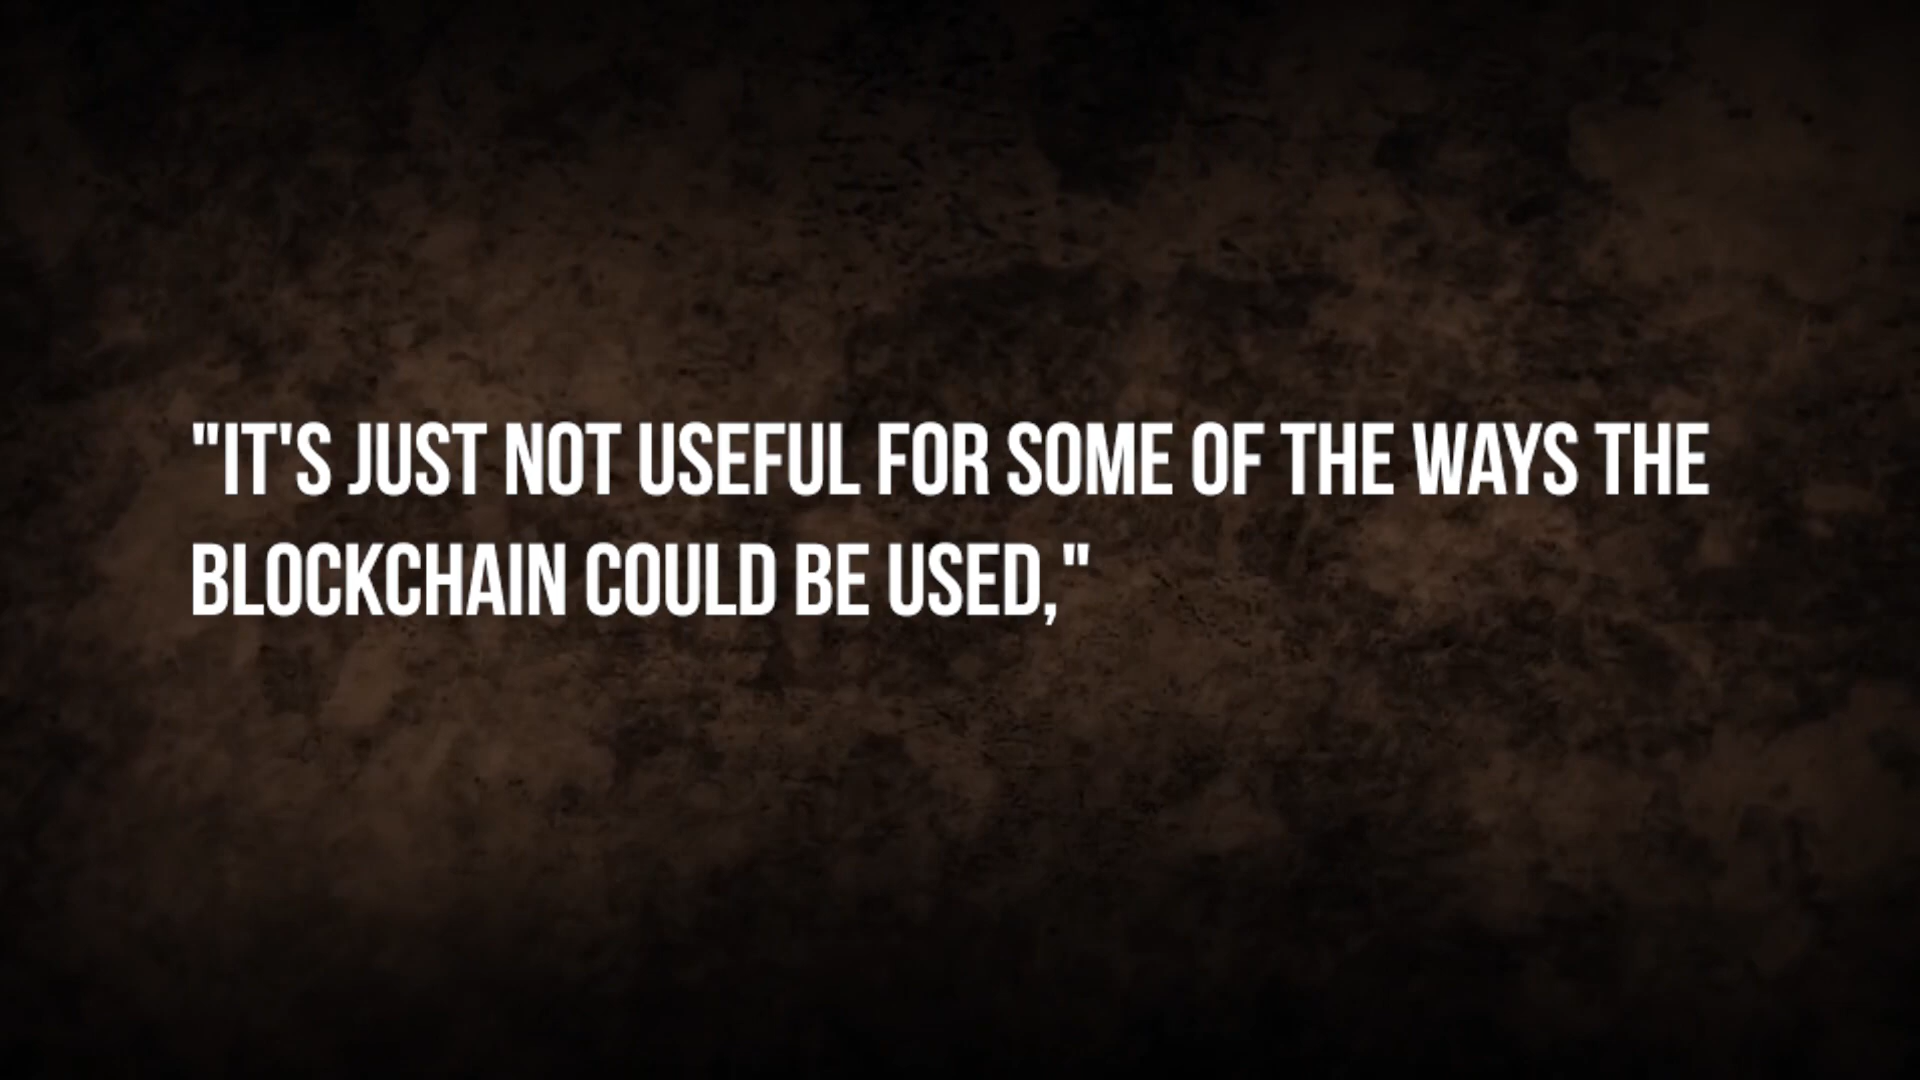 "IT'S JUST NOT USEFUL FOR SOME OF THE WAYS THE
BLOCKCHAIN COULD BE USED,"